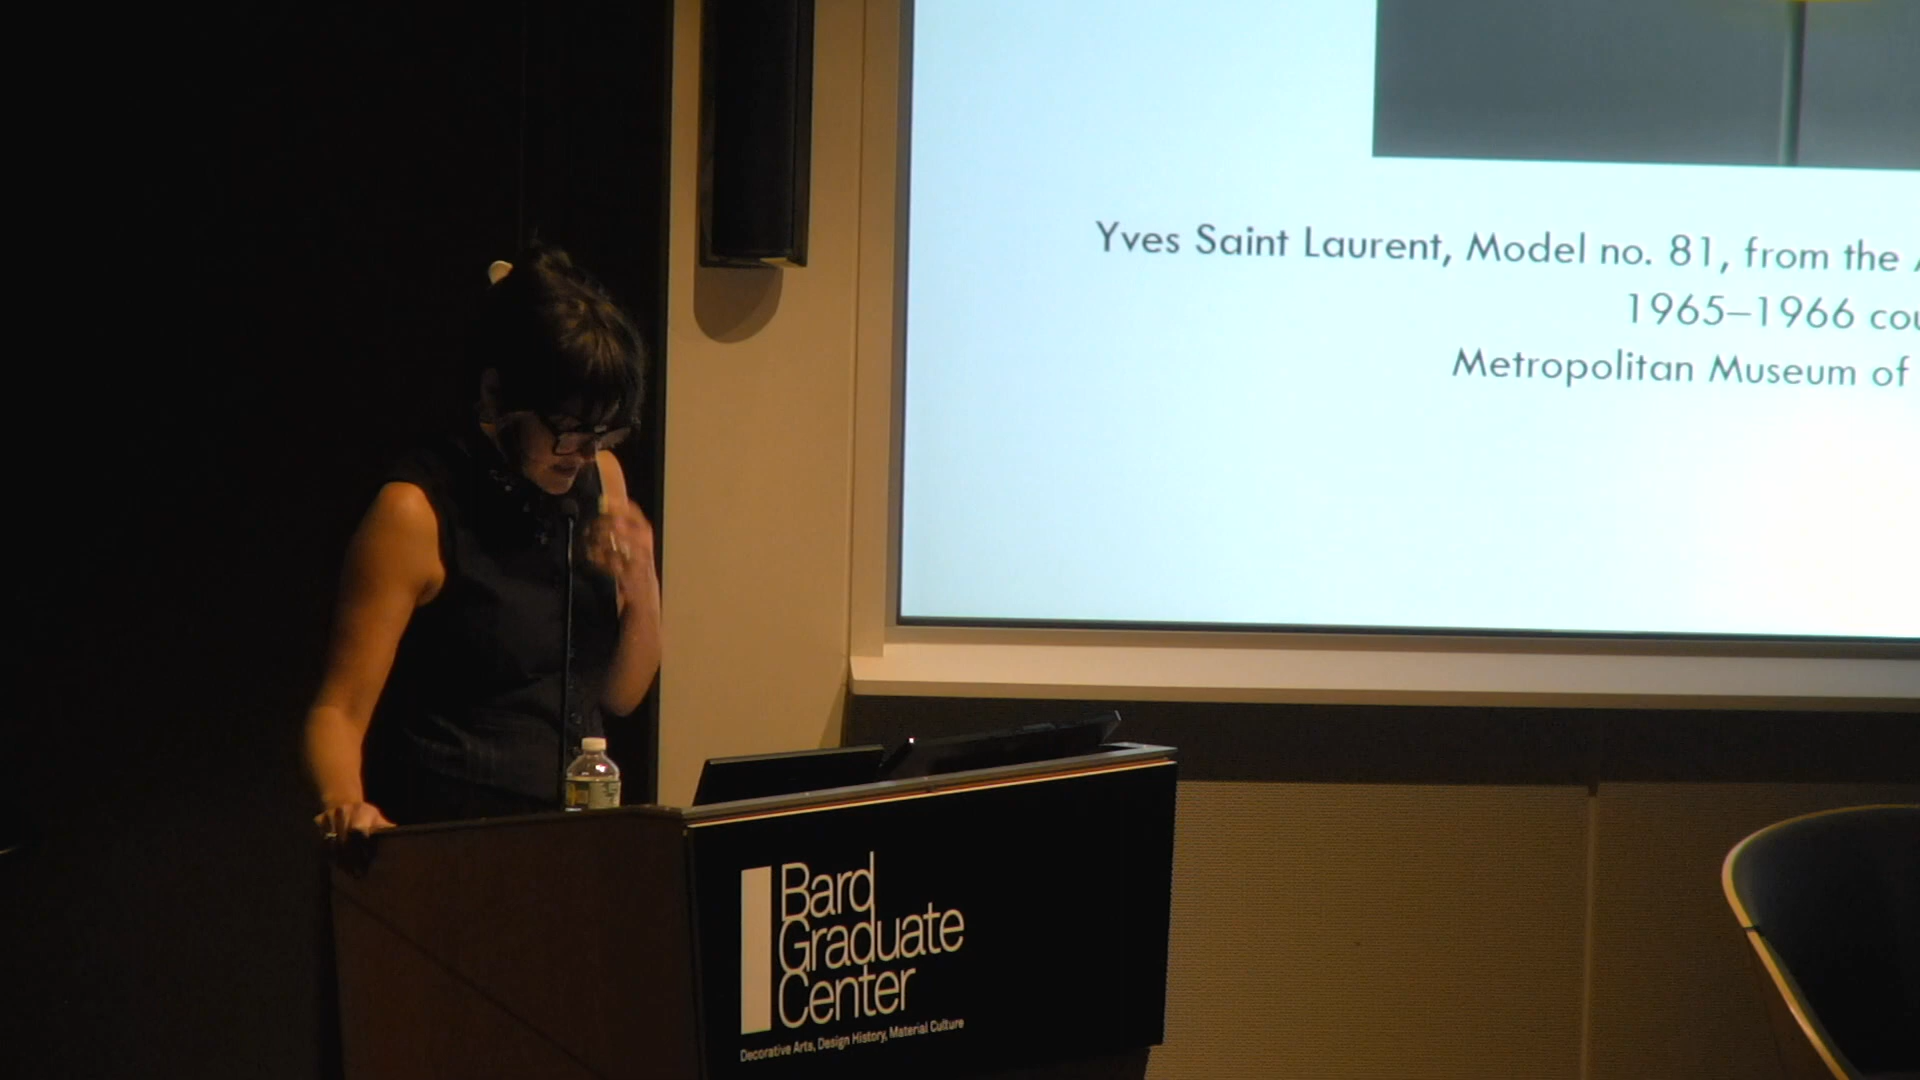 Yves Saint Laurent, Model no. 81, from the
1965–1966
Metropolitan Museum of
Bard
Graduate
Center
Decorative Arts, Design History, Material Culture